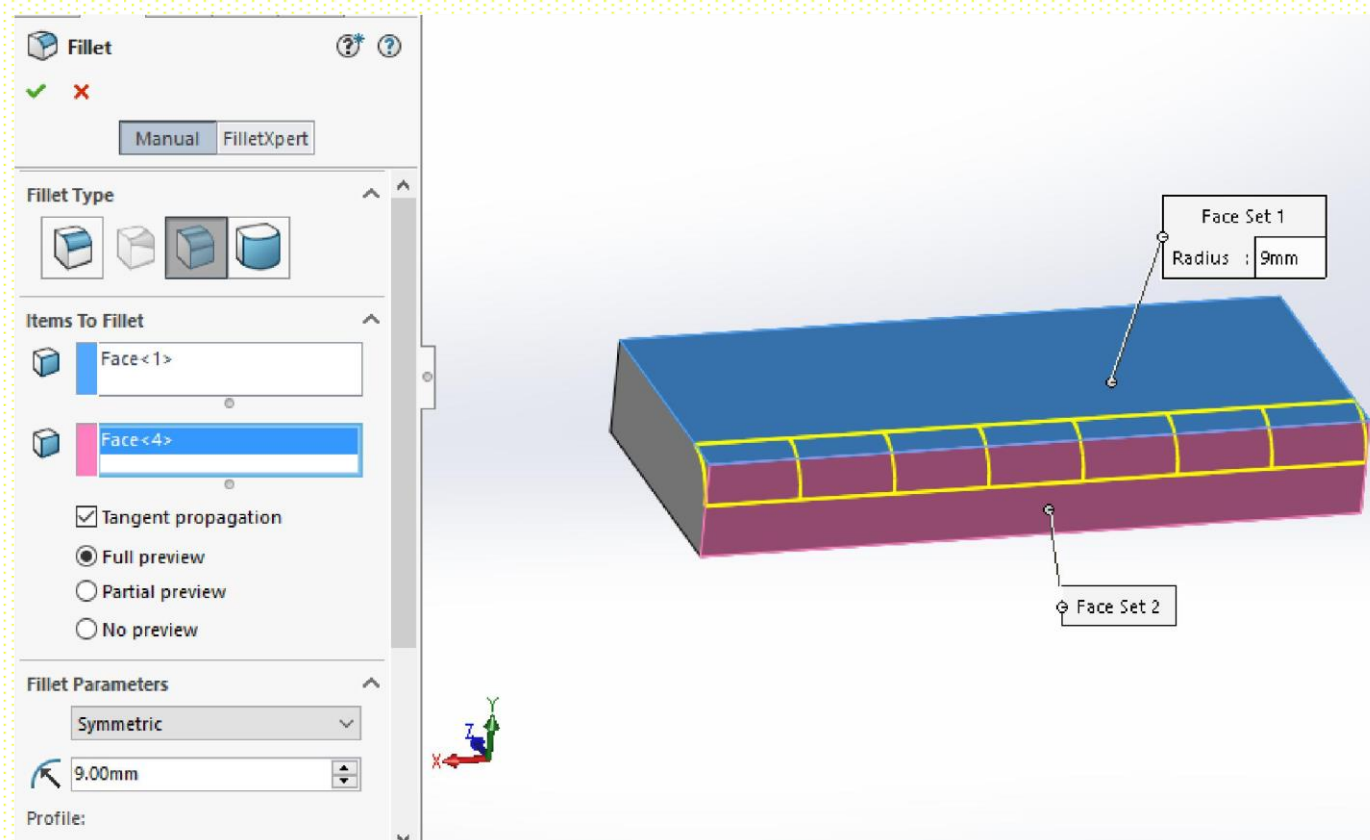 Fillet
Manual
FilletXpert
Fillet Type
Items To Fillet
Face<1>
Face<4>
Tangent propagation
Full preview
Partial preview
No preview
Fillet Parameters
Symmetric
9.00mm
Profile:
Face Set 1
Radius : 9mm
Face Set 2
Y
Z
X